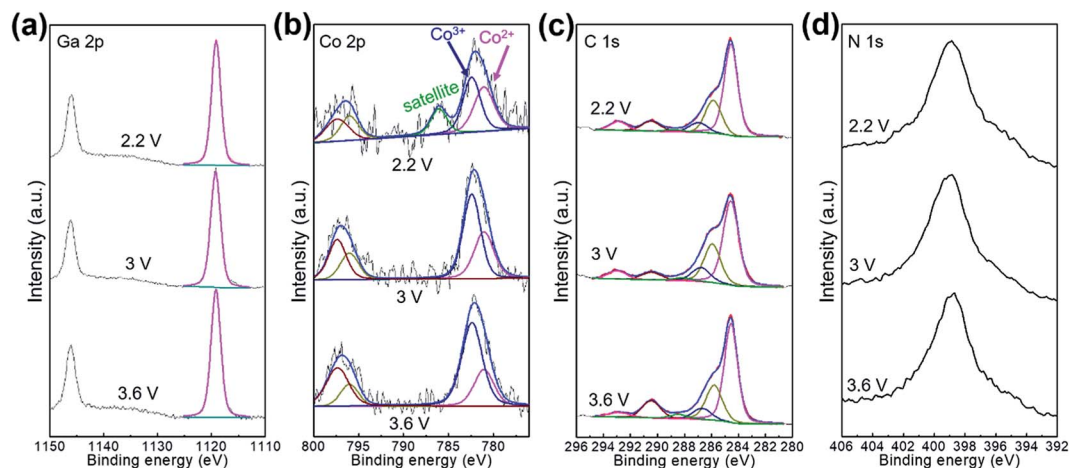 (a)
Ga 2p
2.2 V
3 V
3.6 V
Intensity (a.u.)
1150 1140 1130 1120 1110
Binding energy (eV)
(b)
Co 2p
Co³⁺
Co²⁺
satellite
2.2 V
3 V
3.6 V
Intensity (a.u.)
800 795 790 785 780
Binding energy (eV)
(c)
C 1s
2.2 V
3 V
3.6 V
Intensity (a.u.)
296 294 292 290 288 286 284 282 280
Binding energy (eV)
(d)
N 1s
2.2 V
3 V
3.6 V
Intensity (a.u.)
406 404 402 400 398 396 394 392
Binding energy (eV)